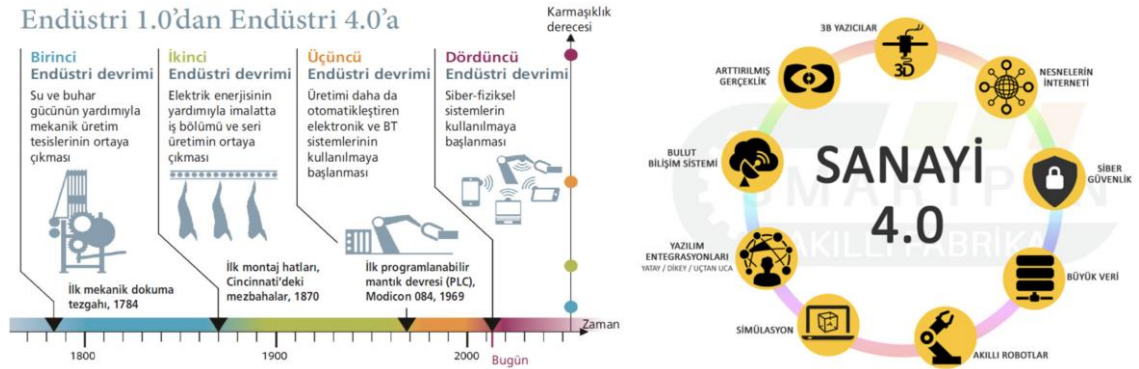 Endüstri 1.0'dan Endüstri 4.0'a
Karmaşıklık
derecesi
Birinci
Endüstri devrimi
Su ve buhar
gücünün yardımıyla
mekanik üretim
tesislerinin ortaya
çıkması
İkinci
Endüstri devrimi
Elektrik enerjisinin
yardımıyla imalatta
iş bölümü ve seri
üretimin ortaya
çıkması
Üçüncü
Endüstri devrimi
Üretimi daha da
otomatikleştiren
elektronik ve BT
sistemlerinin
kullanılmaya
başlanması
Dördüncü
Endüstri devrimi
Siber-fiziksel
sistemlerin
kullanılmaya
başlanması
İlk mekanik dokuma
tezgahı, 1784
İlk montaj hatları,
Cincinnati'deki
mezbahalar, 1870
İlk programlanabilir
mantık devresi (PLC),
Modicon 084, 1969
Zaman
1800
1900
2000
Bugün
3B YAZICILAR
3D
NESNELERİN
İNTERNETİ
SİBER
GÜVENLİK
BÜYÜK VERİ
AKILLI ROBOTLAR
SİMÜLASYON
YAZILIM
ENTEGRASYONLARI
YATAY / DİKEY / UÇTAN UCA
BULUT
BİLİŞİM SİSTEMİ
ARTTIRILMIŞ
GERÇEKLİK
SANAYİ
4.0
AKILLI FABRİKA